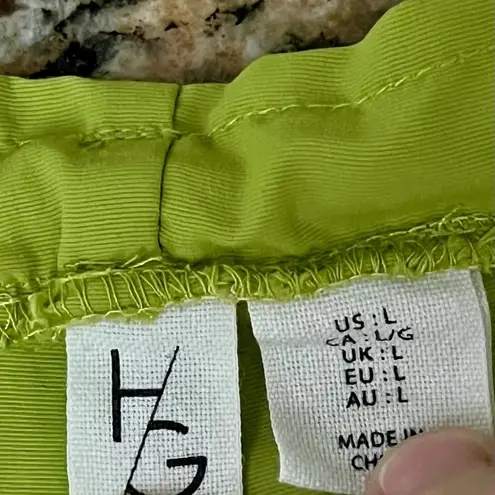 H/G
US : L
CA : L/G
UK : L
EU : L
AU : L
MADE IN